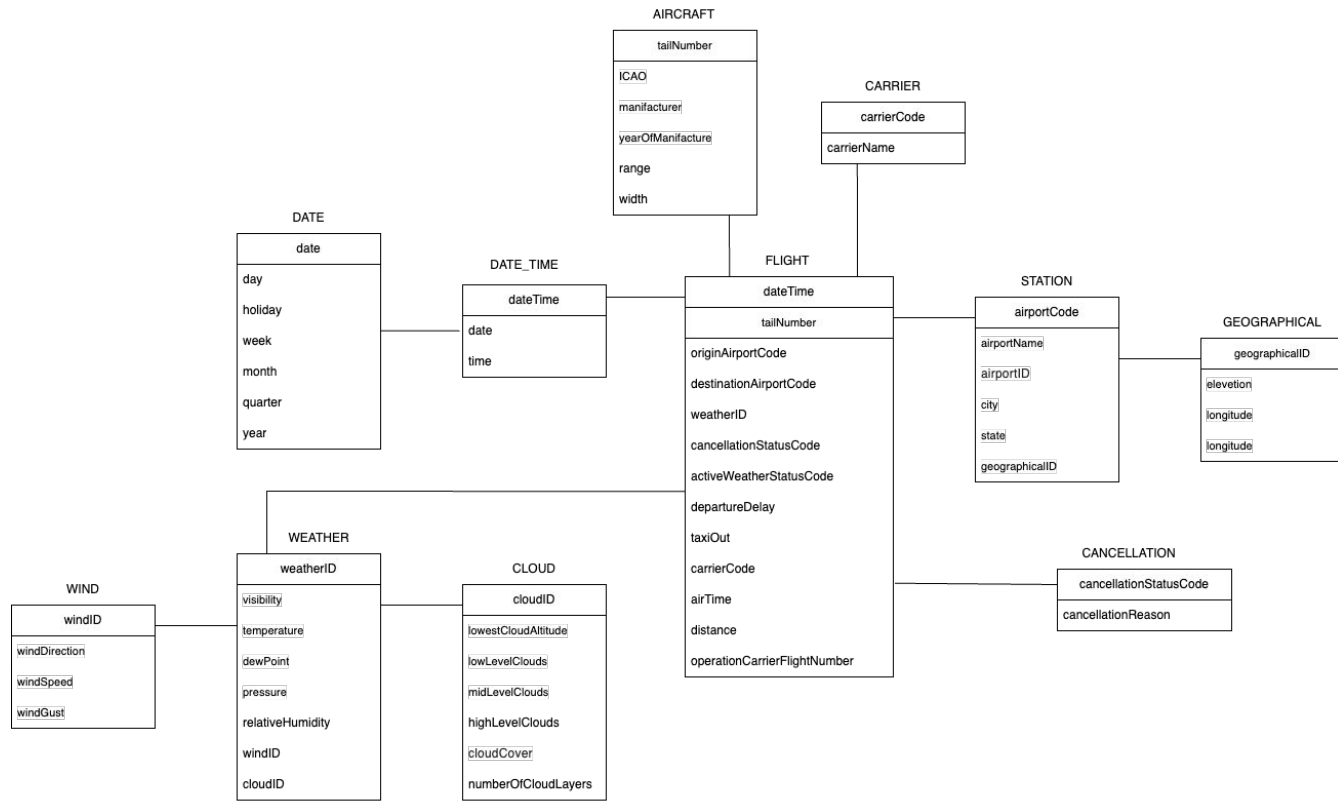 AIRCRAFT
tailNumber
ICAO
manifacturer
yearOfManifacture
range
width
CARRIER
carrierCode
carrierName
DATE
date
day
holiday
week
month
quarter
year
DATE_TIME
dateTime
date
time
FLIGHT
dateTime
tailNumber
originAirportCode
destinationAirportCode
weatherID
cancellationStatusCode
activeWeatherStatusCode
departureDelay
taxiOut
carrierCode
airTime
distance
operationCarrierFlightNumber
STATION
airportCode
airportName
airportID
city
state
geographicalID
GEOGRAPHICAL
geographicalID
elevetion
longitude
longitude
WIND
windID
windDirection
windSpeed
windGust
WEATHER
weatherID
visibility
temperature
dewPoint
pressure
relativeHumidity
windID
cloudID
CLOUD
cloudID
lowestCloudAltitude
lowLevelClouds
midLevelClouds
highLevelClouds
cloudCover
numberOfCloudLayers
CANCELLATION
cancellationStatusCode
cancellationReason